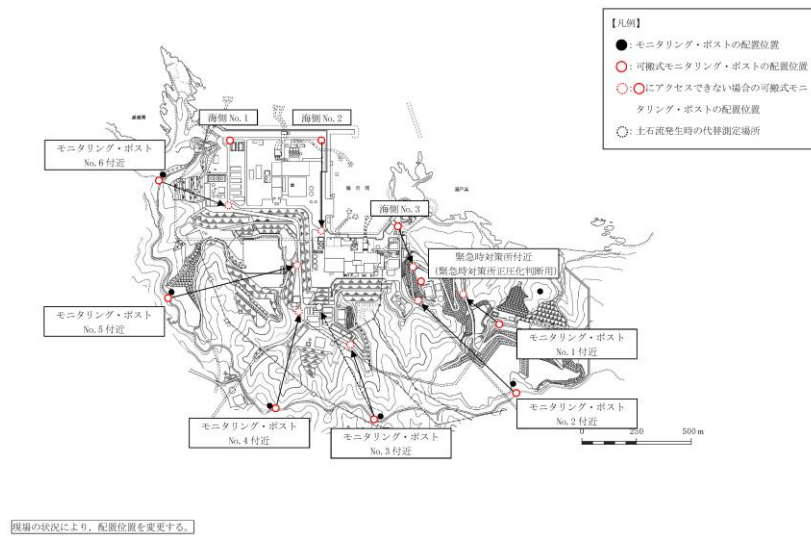 【凡例】
: モニタリング・ポストの配置位置
: 可搬式モニタリング・ポストの配置位置
: にアクセスできない場合の可搬式モニ
タリング・ポストの配置位置
: 土石流発生時の代替測定場所
海側 No.1
海側 No.2
モニタリング・ポスト
No.6 付近
海側 No.3
緊急時対策所付近
(緊急時対策所正圧化判断用)
モニタリング・ポスト
No.5 付近
モニタリング・ポスト
No.1 付近
モニタリング・ポスト
No.2 付近
モニタリング・ポスト
No.4 付近
モニタリング・ポスト
No.3 付近
0 250 500 m
現場の状況により、配置位置を変更する。